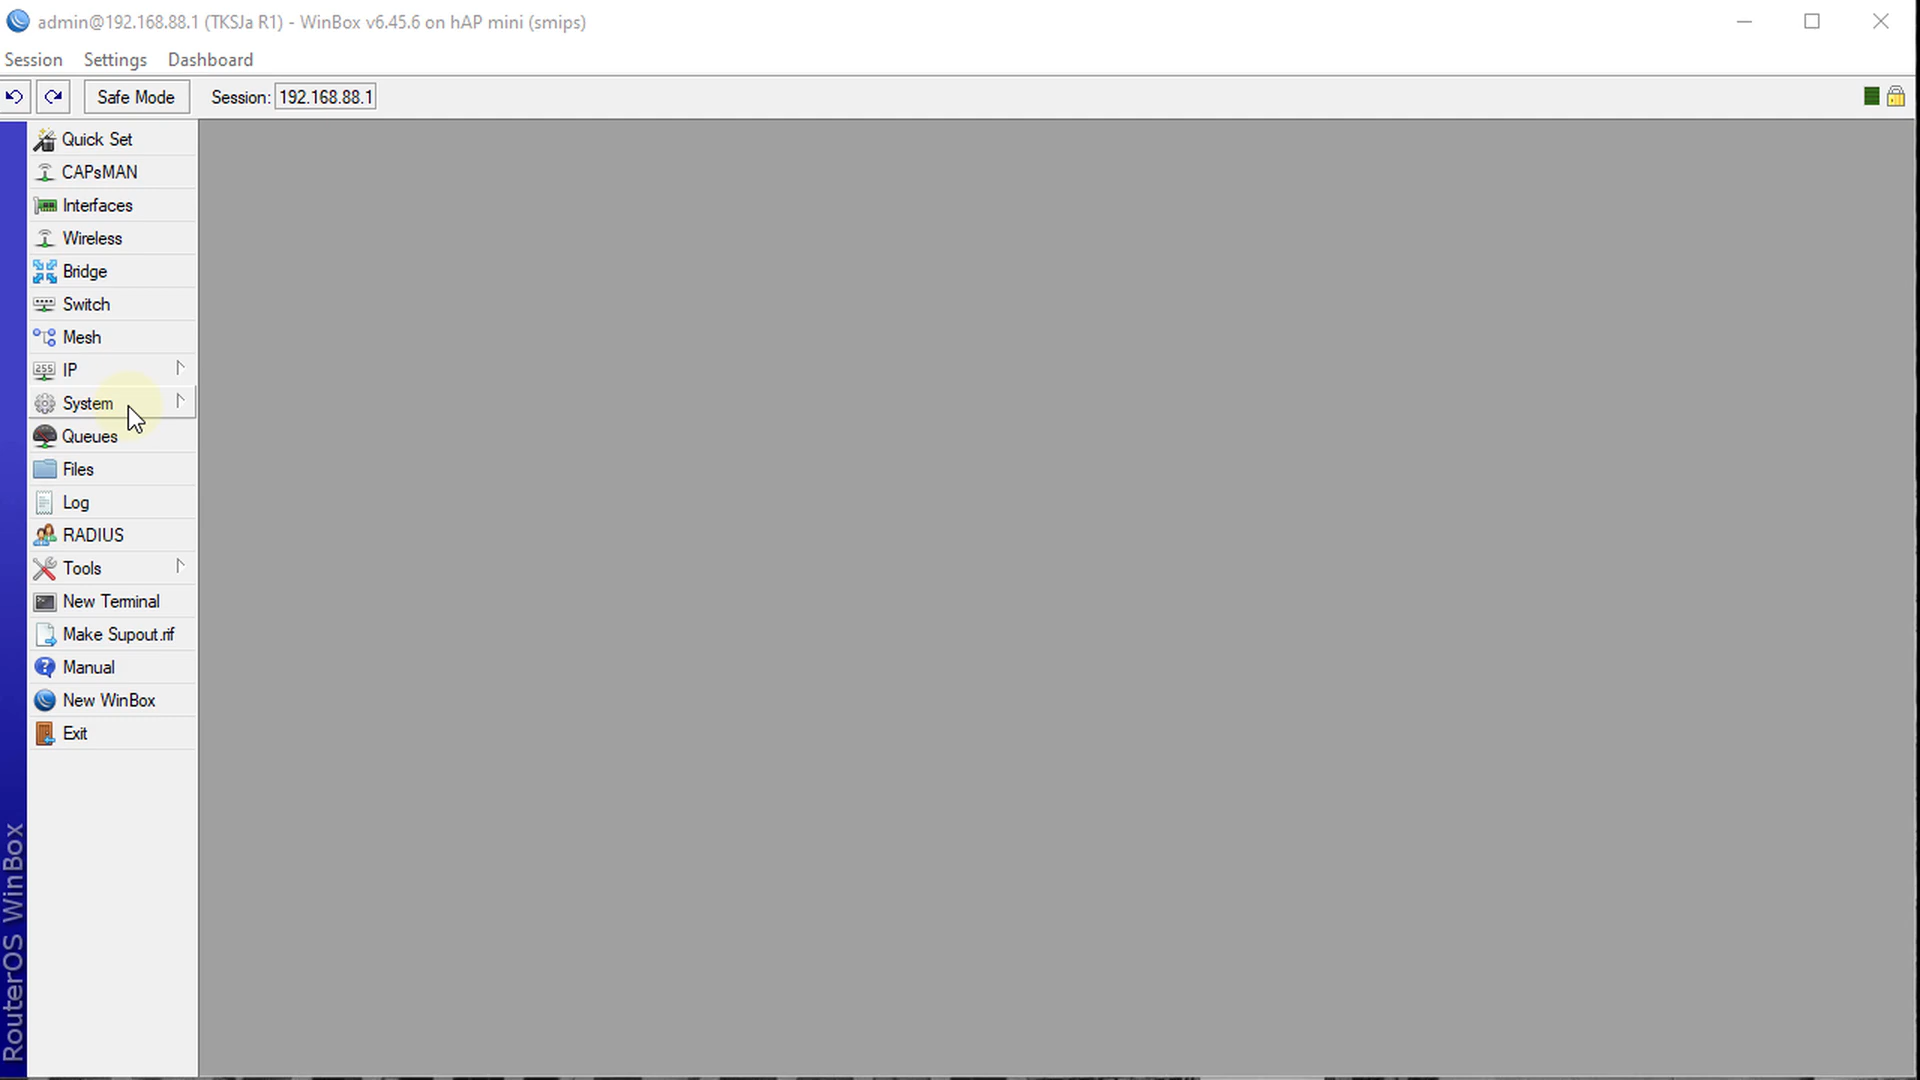 admin@192.168.88.1 (TKSJa R1) - WinBox v6.45.6 on hAP mini (smips)
Session Settings Dashboard
Safe Mode Session: 192.168.88.1
Quick Set
CAPsMAN
Interfaces
Wireless
Bridge
Switch
Mesh
255 IP
System
Queues
Files
Log
RADIUS
Tools
New Terminal
Make Supout.rif
Manual
New WinBox
Exit
RouterOS WinBox